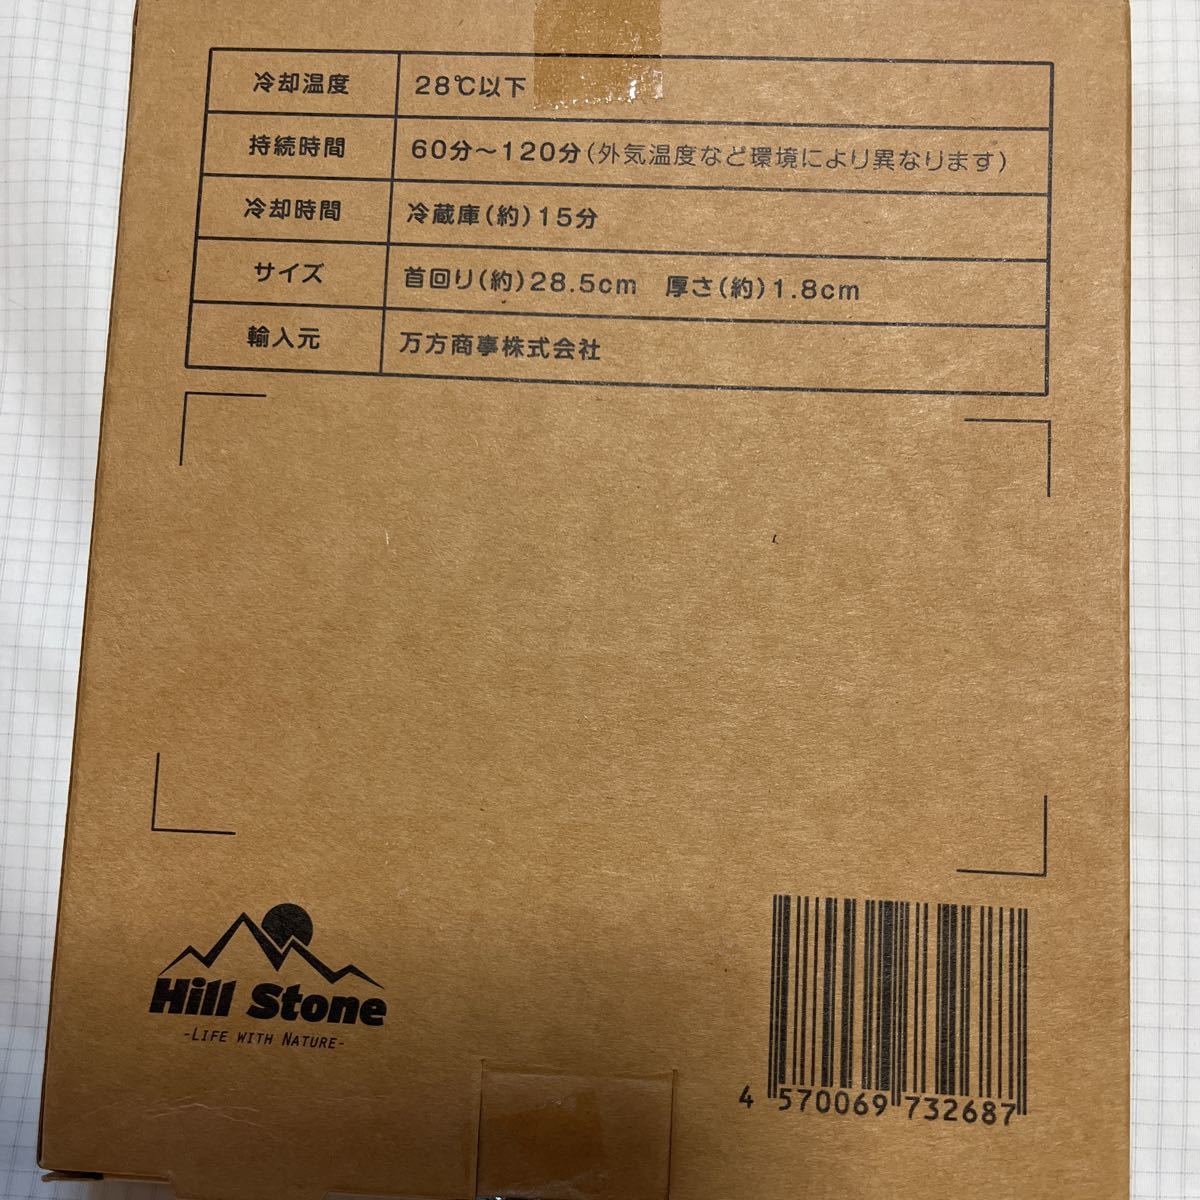 冷却温度 28℃以下
持続時間 60分～120分(外気温度など環境により異なります)
冷却時間 冷蔵庫(約)15分
サイズ 首回り(約)28.5cm 厚さ(約)1.8cm
輸入元 万方商事株式会社
Hill Stone
-LIFE WITH NATURE-
4 570069 732687